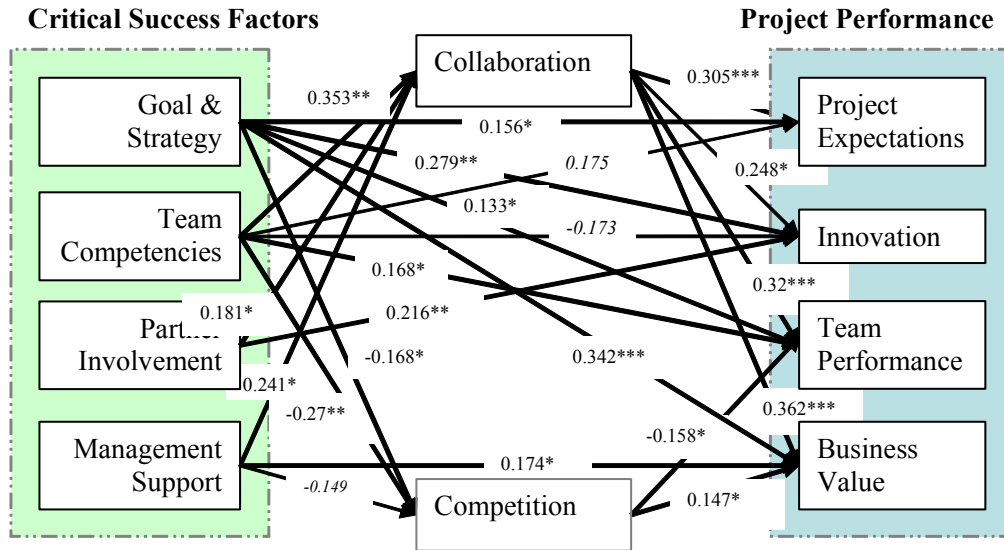 Critical Success Factors
Project Performance
Collaboration
Goal &
Strategy
Team
Competencies
Partner
Involvement
Management
Support
Competition
Project
Expectations
Innovation
Team
Performance
Business
Value
0.353**
0.305***
0.156*
0.279**
0.175
0.248*
0.133*
-0.173
0.168*
0.32***
0.181*
0.216**
-0.168*
0.342***
0.241*
-0.27**
0.362***
-0.158*
0.174*
-0.149
0.147*